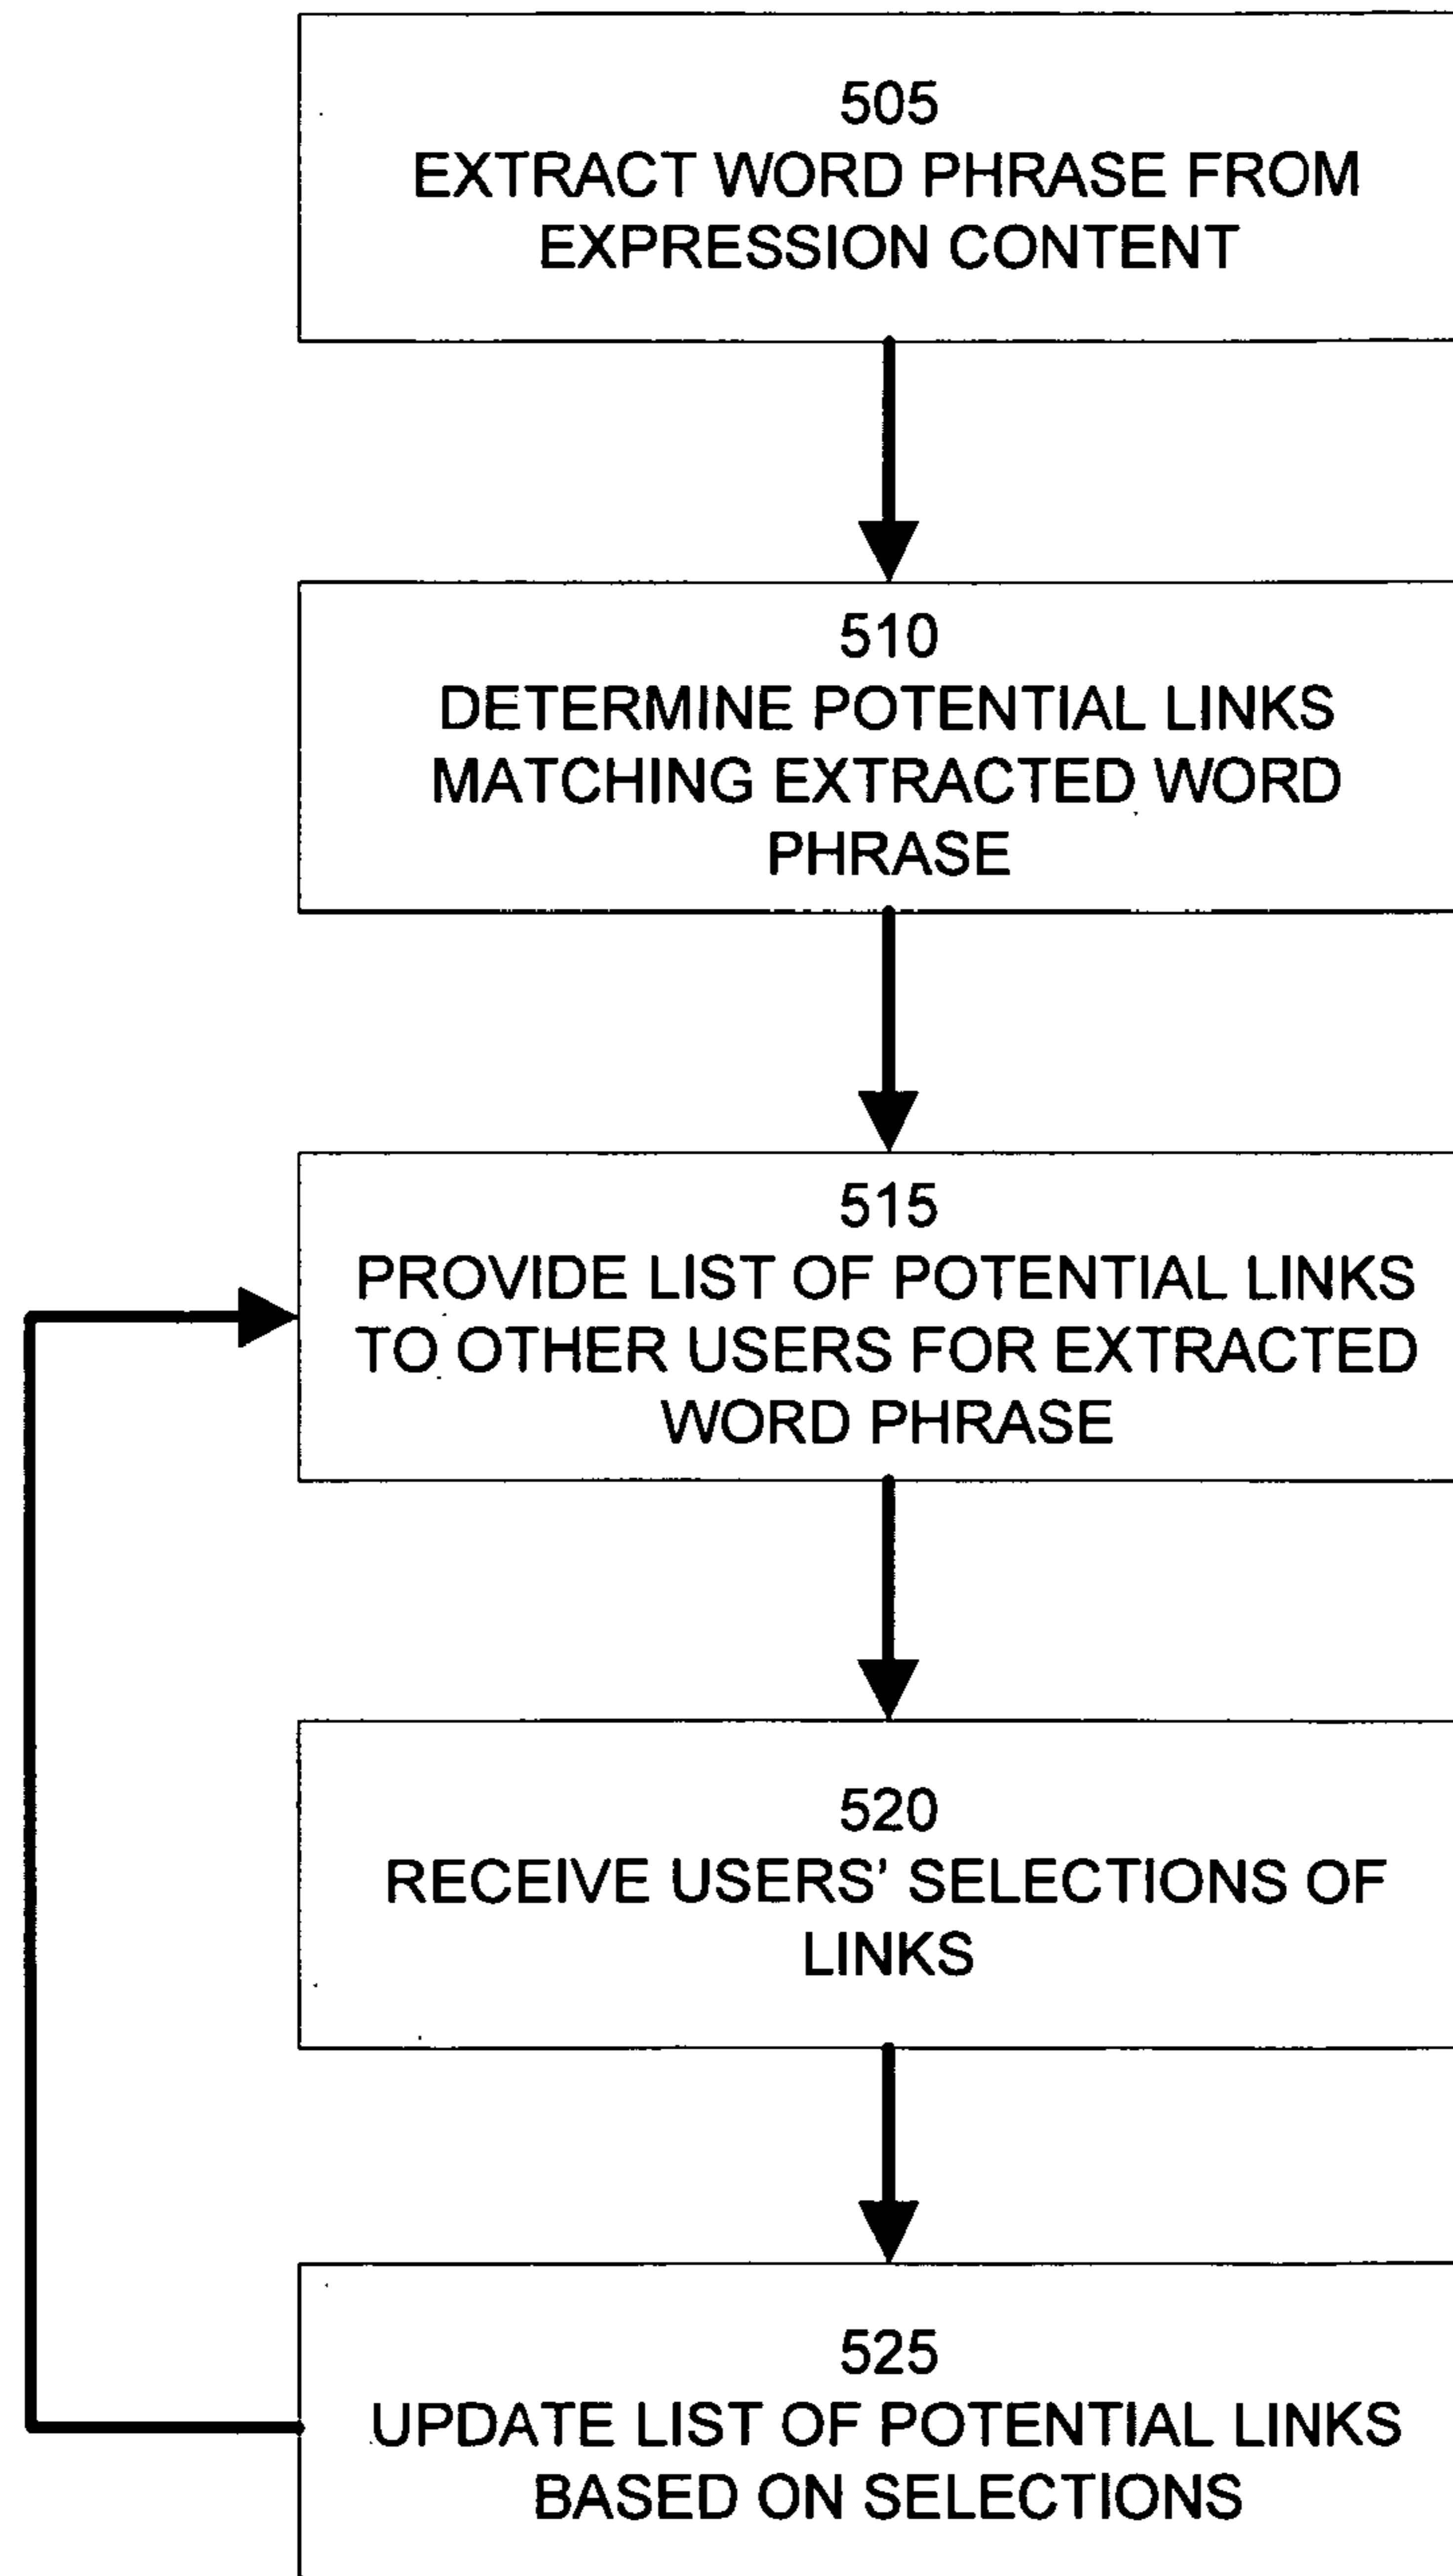 505
EXTRACT WORD PHRASE FROM
EXPRESSION CONTENT
510
DETERMINE POTENTIAL LINKS
MATCHING EXTRACTED WORD
PHRASE
515
PROVIDE LIST OF POTENTIAL LINKS
TO OTHER USERS FOR EXTRACTED
WORD PHRASE
520
RECEIVE USERS’ SELECTIONS OF
LINKS
525
UPDATE LIST OF POTENTIAL LINKS
BASED ON SELECTIONS